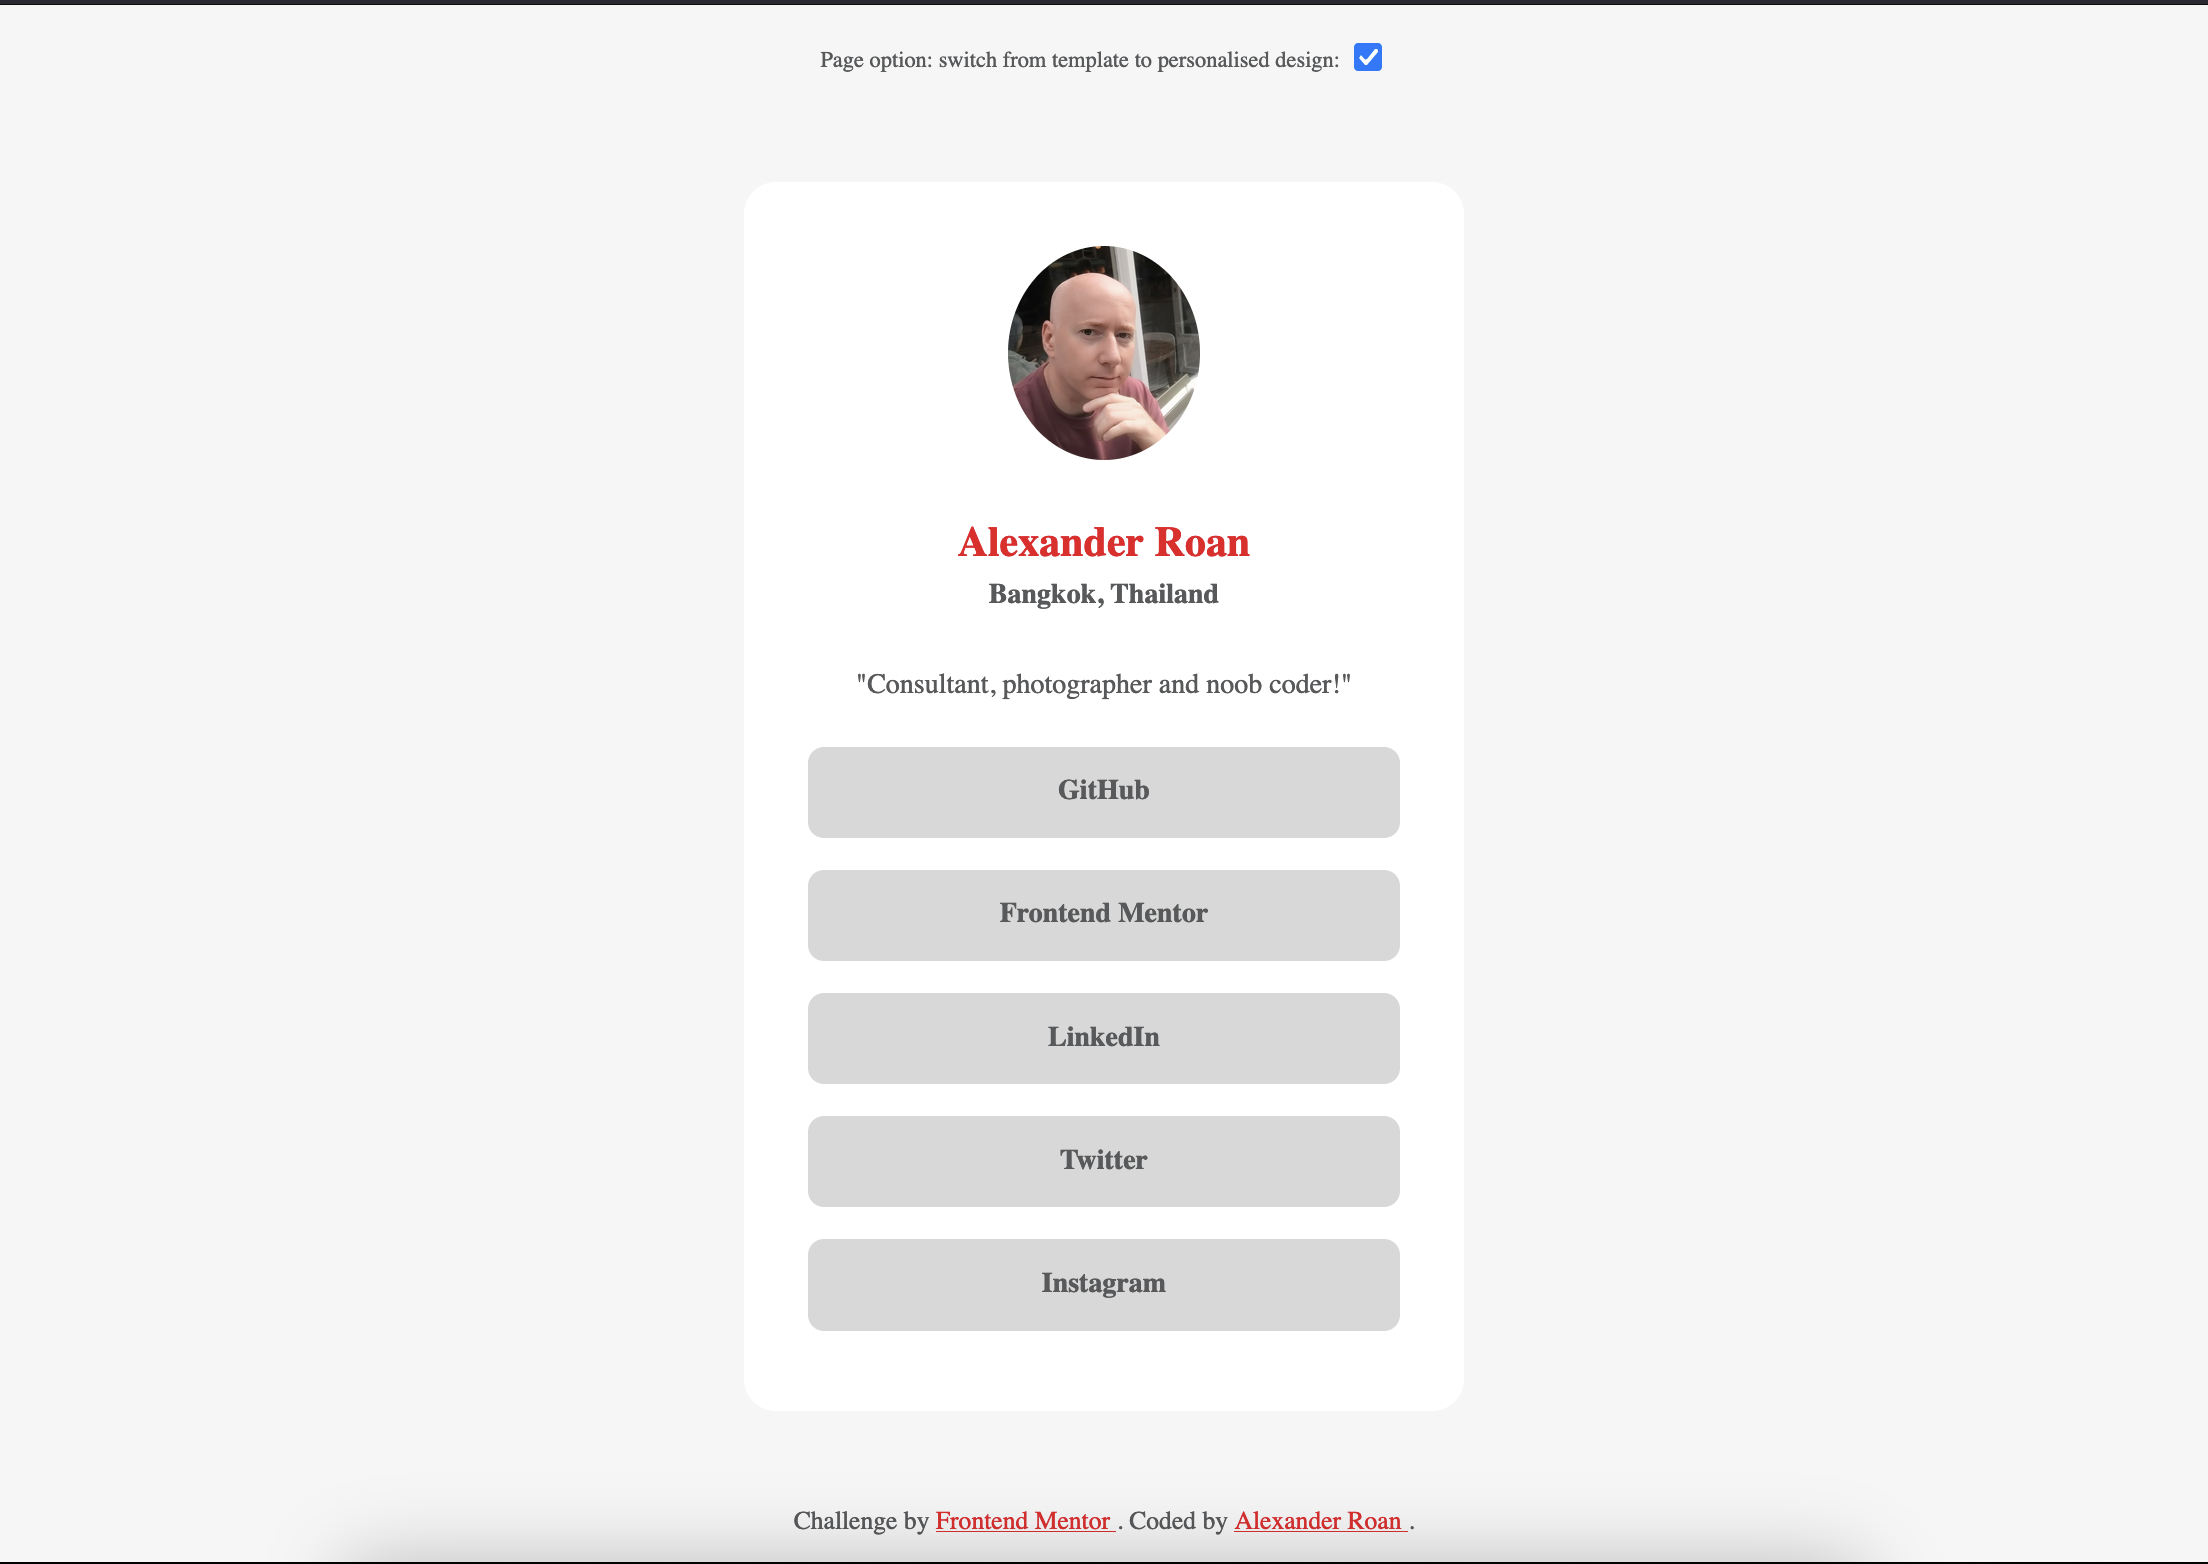 Page option: switch from template to personalised design:
Alexander Roan
Bangkok, Thailand
"Consultant, photographer and noob coder!"
GitHub
Frontend Mentor
LinkedIn
Twitter
Instagram
Challenge by Frontend Mentor . Coded by Alexander Roan .